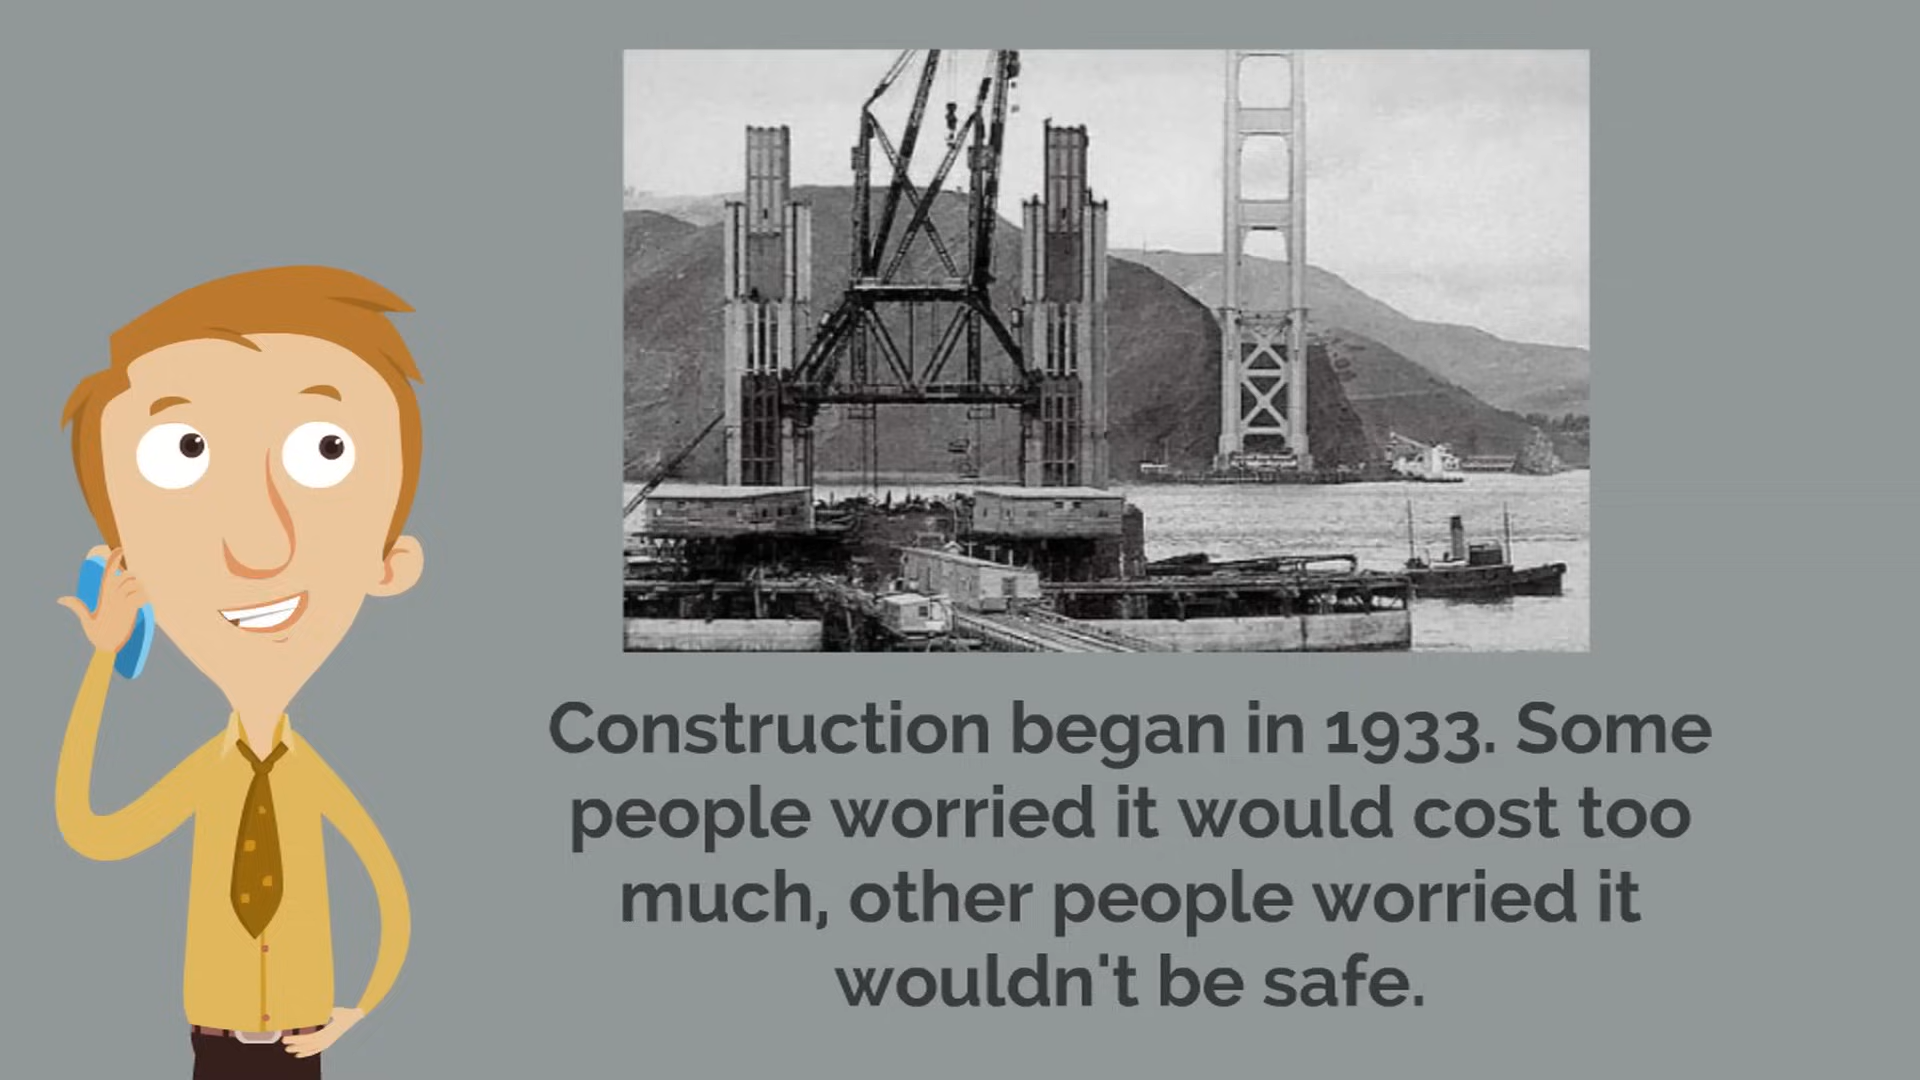 Construction began in 1933. Some
people worried it would cost too
much, other people worried it
wouldn't be safe.